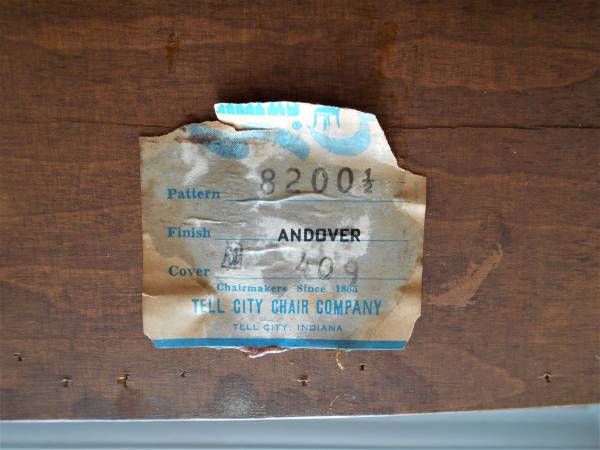 ®
Pattern 8200½
Finish ANDOVER
Cover 409
Chairmakers Since 1865
TELL CITY CHAIR COMPANY
TELL CITY, INDIANA